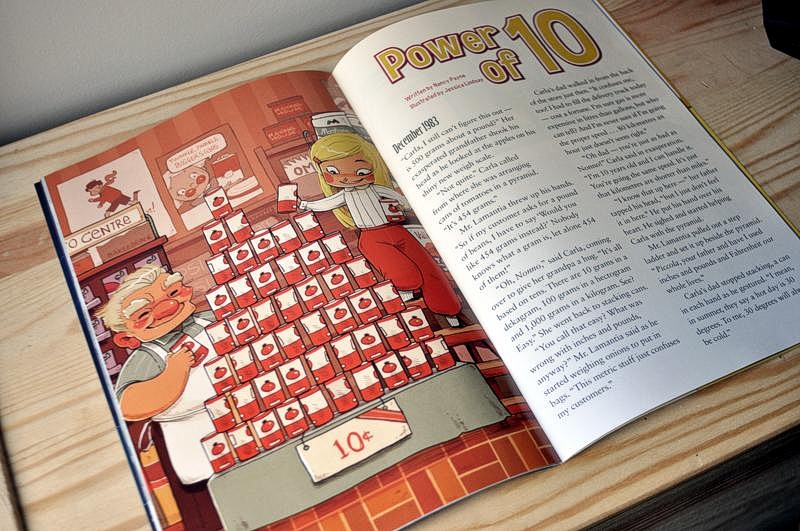 O CENTRE
10¢
Power
of 10
Written by Nancy Payne
Illustrated by Jessica Lindsay
December 1983
"Carla, I still can't figure this out —
is 500 grams about a pound?" Her
exasperated grandfather shook his
head as he looked at the apples on his
shiny new weigh scale.
"Not quite," Carla called
from where she was arranging
cans of tomatoes in a pyramid.
"It's 454 grams."
Mr. Lamantia threw up his hands.
"So if my customer asks for a pound
of beans, I have to say 'Would you
like 454 grams instead?' Nobody
knows what a gram is, let alone 454
of them!"
"Oh, Nonno," said Carla, coming
over to give her grandpa a hug. "It's all
based on tens. There are 10 grams in a
dekagram, 100 grams in a hectogram
and 1,000 grams in a kilogram. See?
Easy." She went back to stacking cans.
"You call that easy? What was
wrong with inches and pounds,
anyway?" Mr. Lamantia said as he
started weighing onions to put in
bags. "This metric stuff just confuses
my customers."
Carla's dad walked in from the back
of the store just then. "It confuses me,
too! I had to fill the delivery truck today
— cost a fortune. I'm sure gas is more
expensive in litres than gallons, but who
can tell? And I'm never sure if I'm going
the proper speed . . . 80 kilometres an
hour just doesn't seem right."
"Oh dad — you're just as bad as
Nonno!" Carla said in exasperation.
"I'm 13 years old and I can figure it.
You're going the same speed. It's just
that kilometres are shorter than miles."
"I know that up here —" her father
tapped his head, "but I just don't feel
it in here." He put his hand on his
heart. He sighed and started helping
Carla with the pyramid.
Mr. Lamantia pulled out a step
ladder and set it up beside the pyramid.
"Piccola, your father and I have used
inches and pounds and Fahrenheit our
whole lives."
Carla's dad stopped stacking, a can
in each hand as he gestured. "I mean,
in summer, they say a hot day is 30
degrees. To me, 30 degrees will always
be cold."